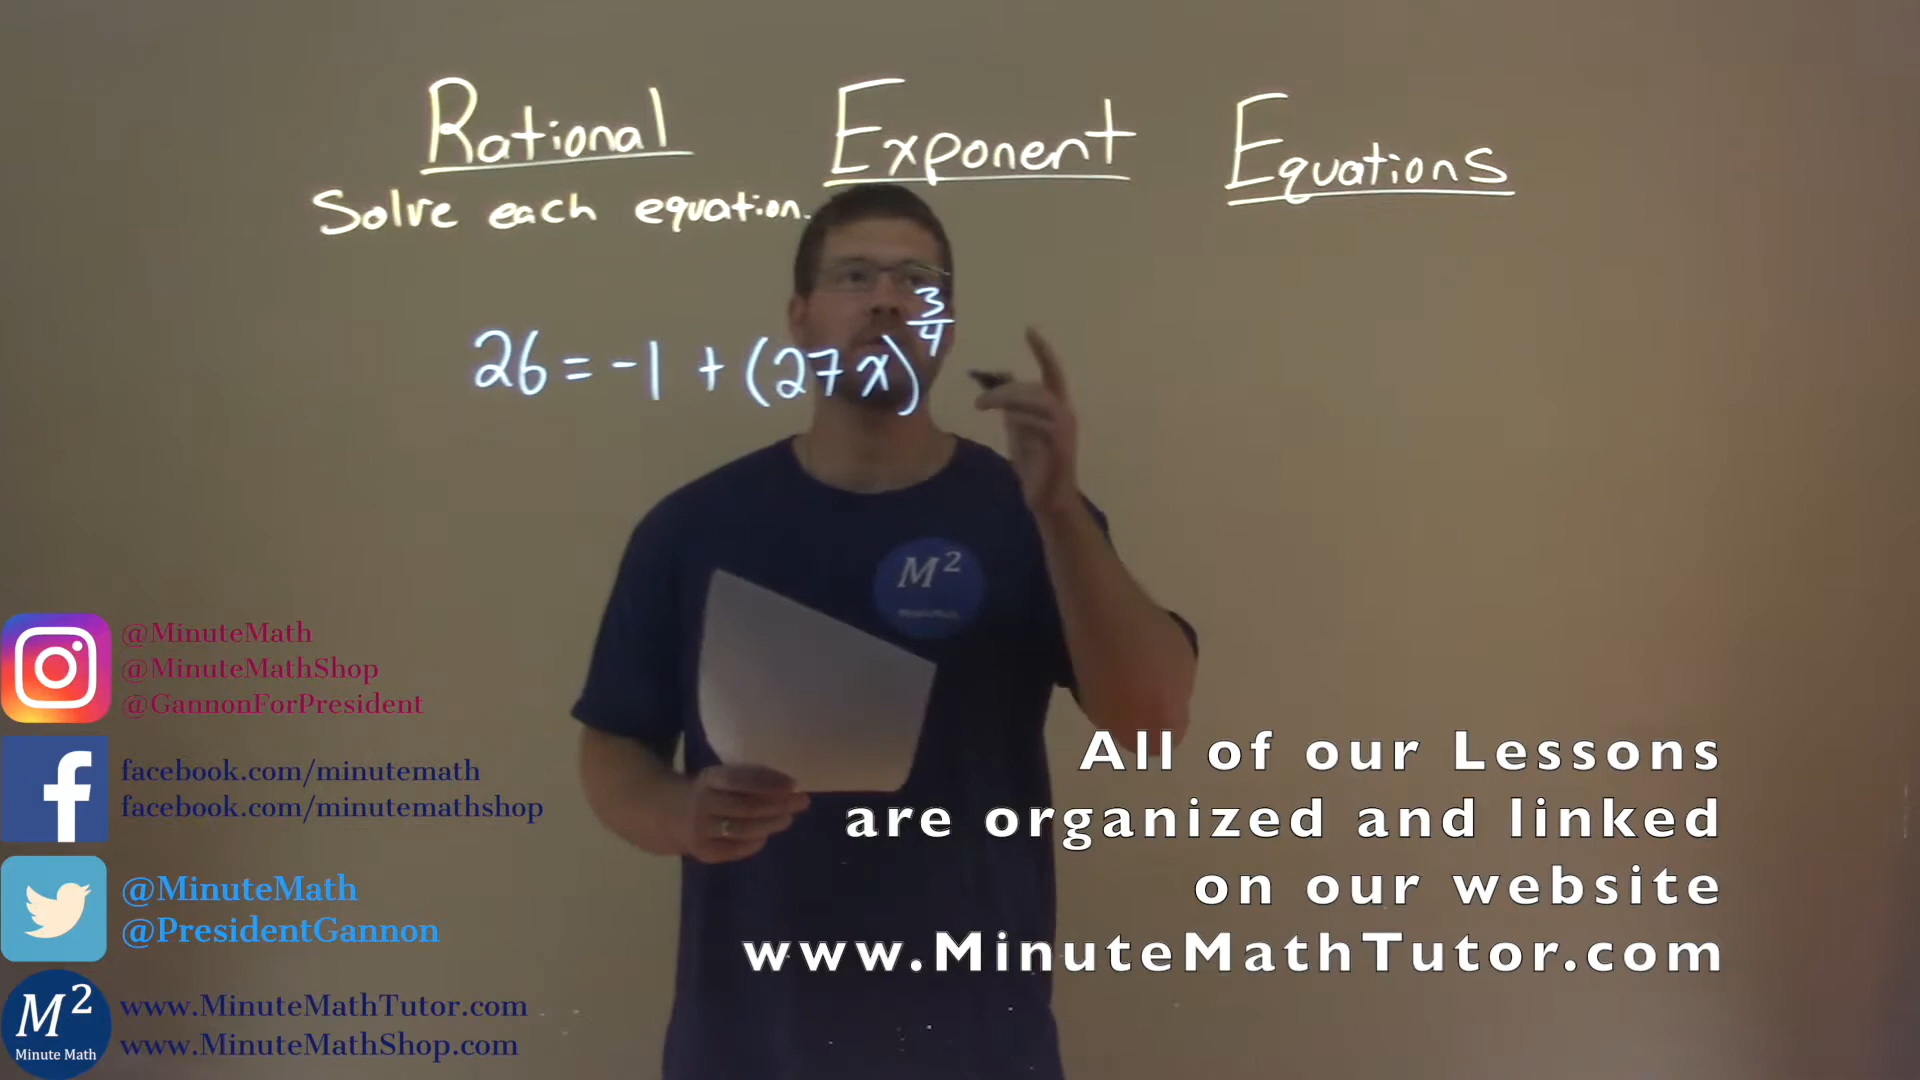 Rational Exponent Equations
Solve each equation.
26 = -1 + (27x)^{3/4}
M²
@MinuteMath
@MinuteMathShop
@GannonForPresident
facebook.com/minutemath
facebook.com/minutemathshop
@MinuteMath
@PresidentGannon
M²
Minute Math
www.MinuteMathTutor.com
www.MinuteMathShop.com
All of our Lessons
are organized and linked
on our website
www.MinuteMathTutor.com